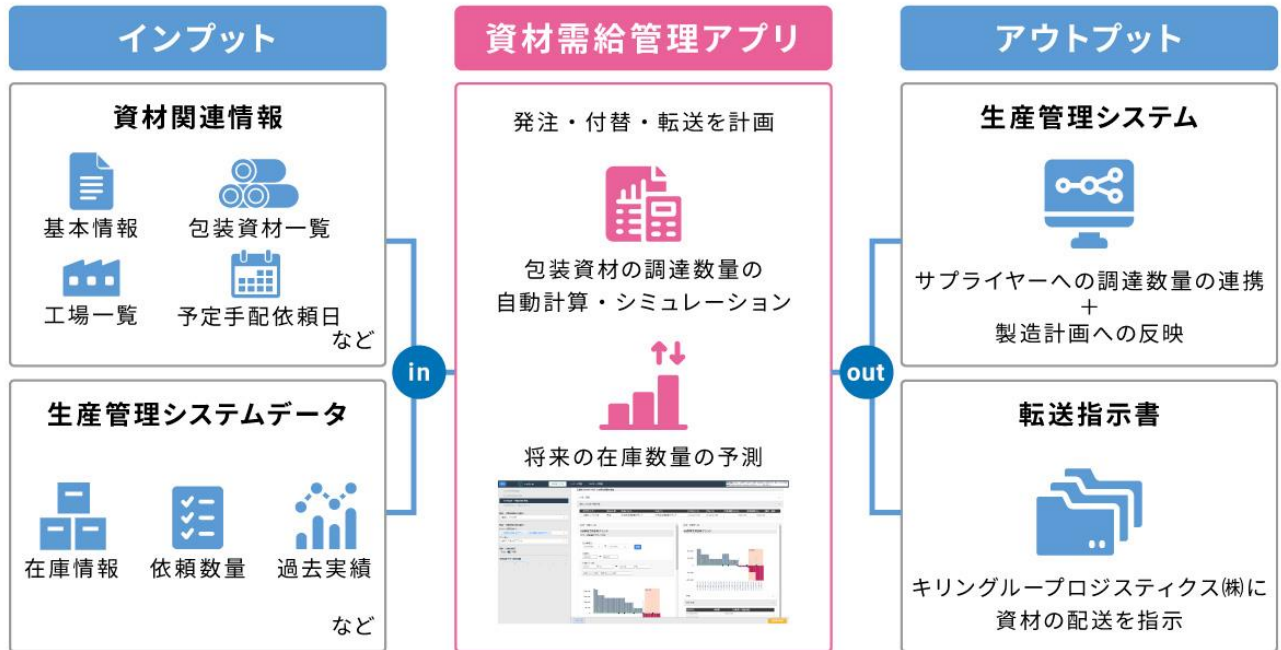 インプット
資材関連情報
基本情報
包装資材一覧
工場一覧
予定手配依頼日
など
生産管理システムデータ
在庫情報
依頼数量
過去実績
など
in
資材需給管理アプリ
発注・付替・転送を計画
包装資材の調達数量の
自動計算・シミュレーション
将来の在庫数量の予測
out
アウトプット
生産管理システム
サプライヤーへの調達数量の連携
+
製造計画への反映
転送指示書
キリングループロジスティクス㈱に
資材の配送を指示